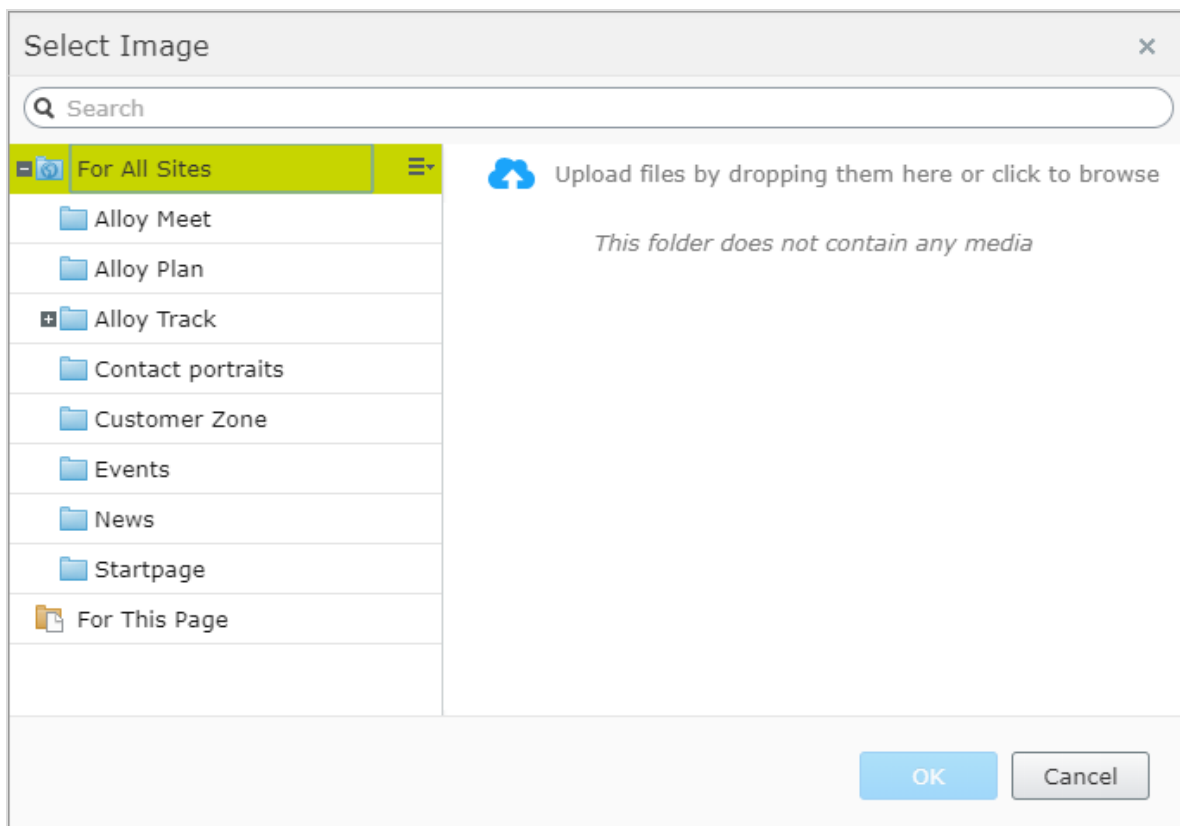 Select Image
Search
For All Sites
Alloy Meet
Alloy Plan
Alloy Track
Contact portraits
Customer Zone
Events
News
Startpage
For This Page
Upload files by dropping them here or click to browse
This folder does not contain any media
OK
Cancel